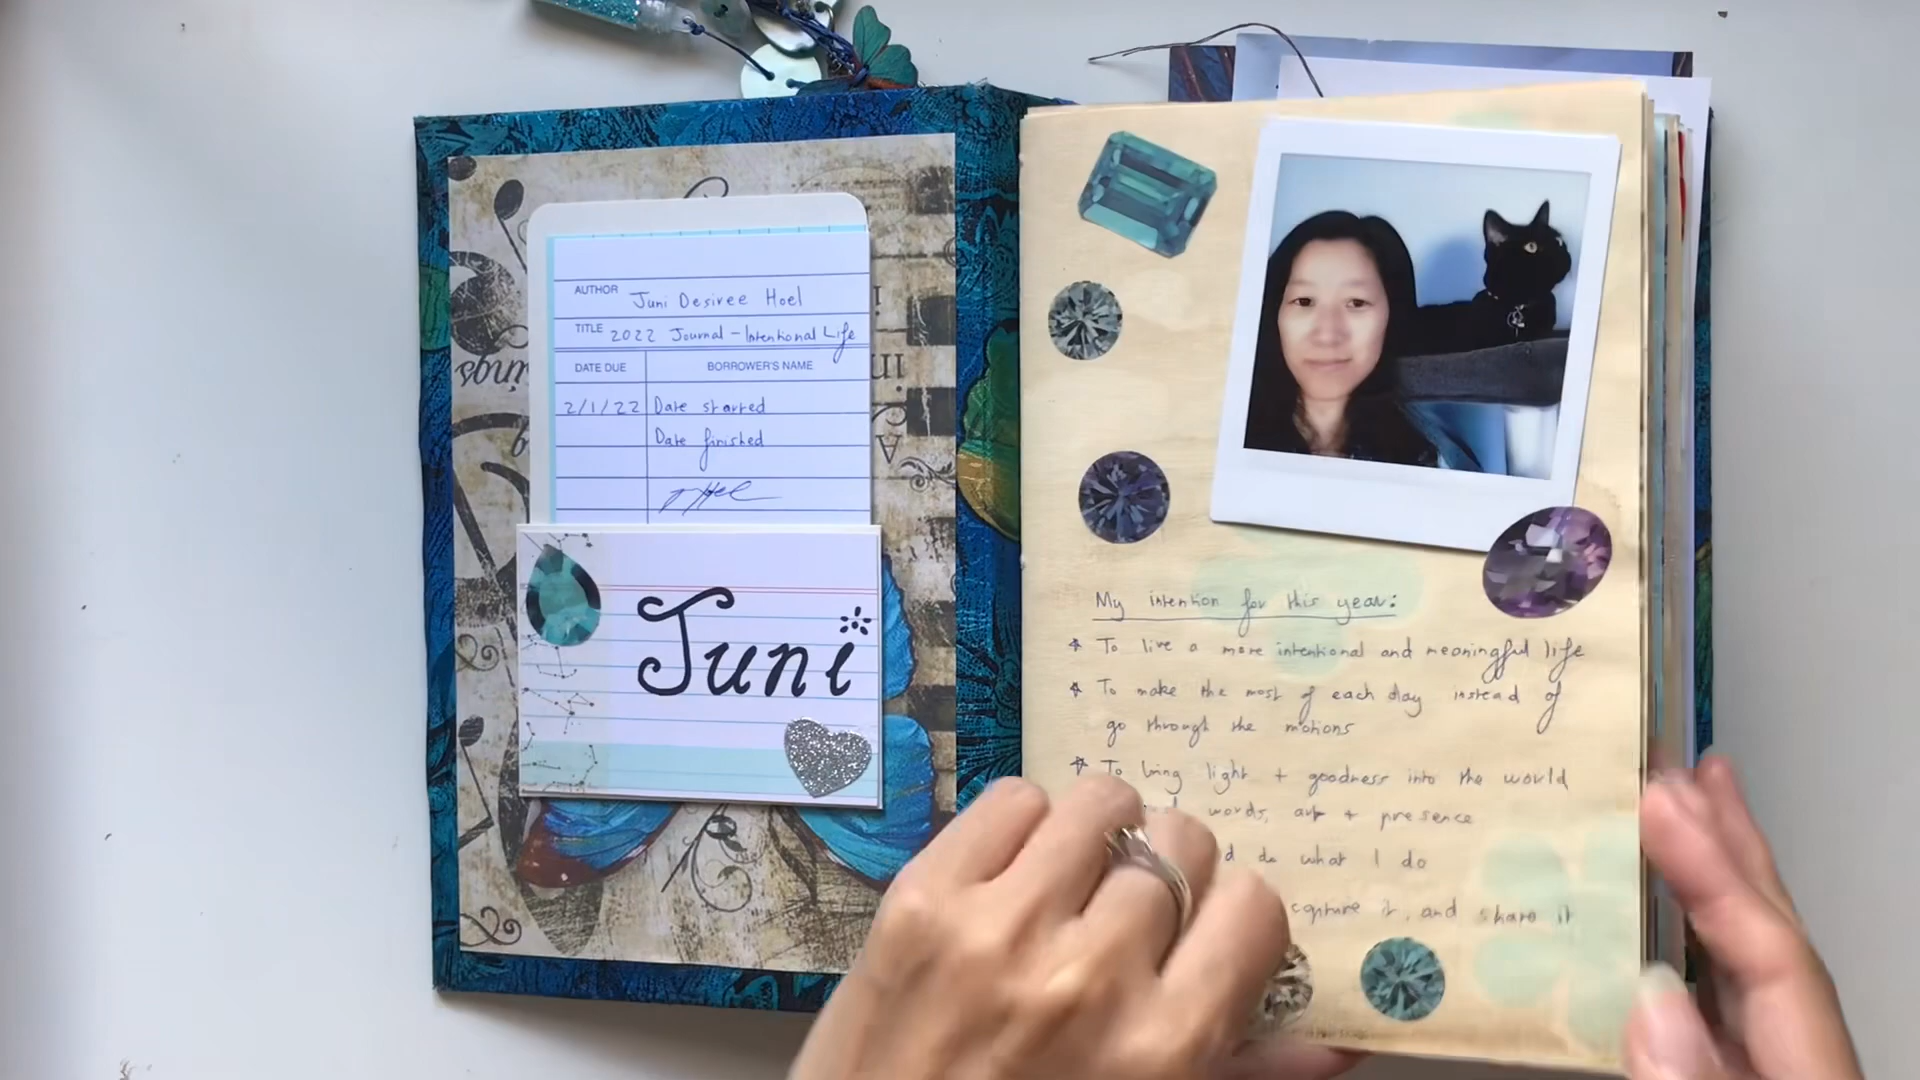 AUTHOR Juni Desiree Hoel
TITLE 2022 Journal - Intentional Life
DATE DUE BORROWER'S NAME
2/1/22 Date started
Date finished
Juni
My intention for this year:
To live a more intentional and meaningful life
To make the most of each day instead of
go through the motions
To bring light + goodness into the world
words, art + presence
do what I do
capture it, and share it